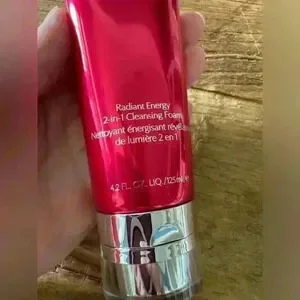 Radiant Energy
2-in-1 Cleansing Foam
Nettoyant énergisant
de lumière 2 en 1
4.2 FL. OZ. LIQ./125 ml